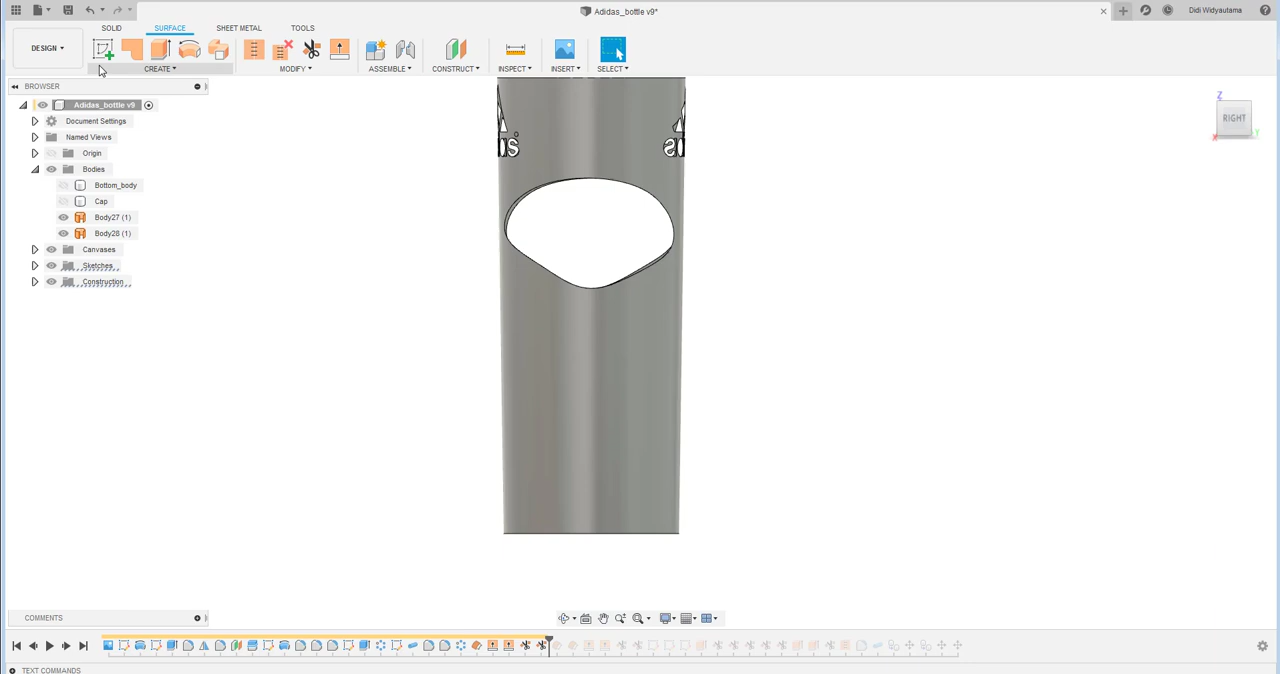 Adidas_bottle v9*
Didi Widyautama
SOLID
SURFACE
SHEET METAL
TOOLS
DESIGN
CREATE
MODIFY
ASSEMBLE
CONSTRUCT
INSPECT
INSERT
SELECT
BROWSER
Adidas_bottle v9
Document Settings
Named Views
Origin
Bodies
Bottom_body
Cap
Body27 (1)
Body28 (1)
Canvases
Sketches
Construction
Z
RIGHT
X
Y
COMMENTS
TEXT COMMANDS